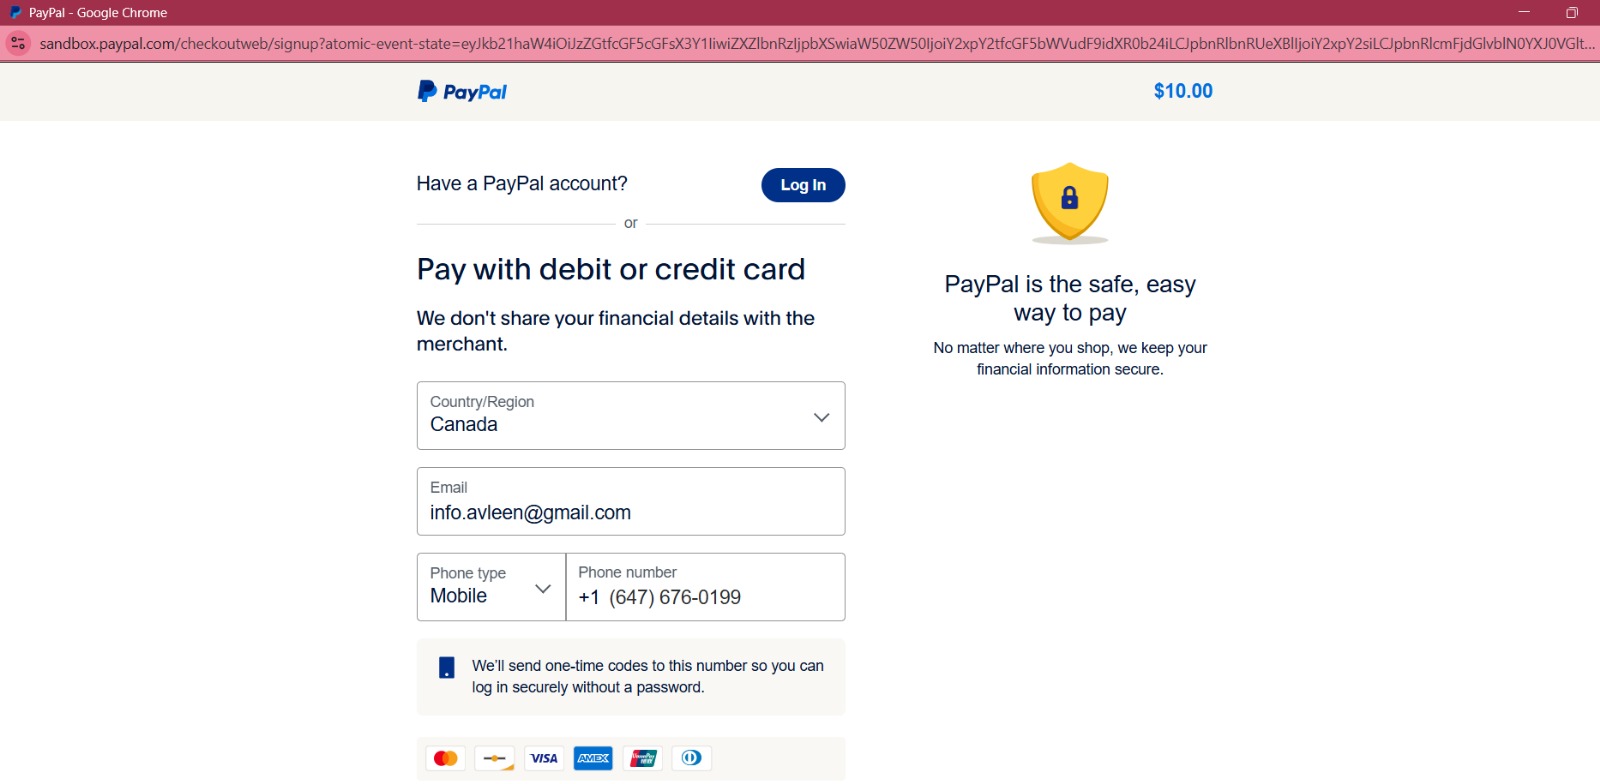 PayPal - Google Chrome
sandbox.paypal.com/checkoutweb/signup?atomic-event-state=eyJkb21haW4iOiJzZGtfcGF5cGFsX3Y1IiwiZXZlbnRzIjpbXSwiaW50ZW50IjoiY2xpY2tfcGF5bWVudF9idXR0b24iLCJpbnRlbnRUeXBlIjoiY2xpY2siLCJpbnRlcmFjdGlvblN0YXJ0VGlt...
PayPal
$10.00
Have a PayPal account?
Log In
or
Pay with debit or credit card
We don't share your financial details with the
merchant.
Country/Region
Canada
Email
info.avleen@gmail.com
Phone type
Mobile
Phone number
+1 (647) 676-0199
We'll send one-time codes to this number so you can
log in securely without a password.
VISA
AMEX
UnionPay
PayPal is the safe, easy
way to pay
No matter where you shop, we keep your
financial information secure.